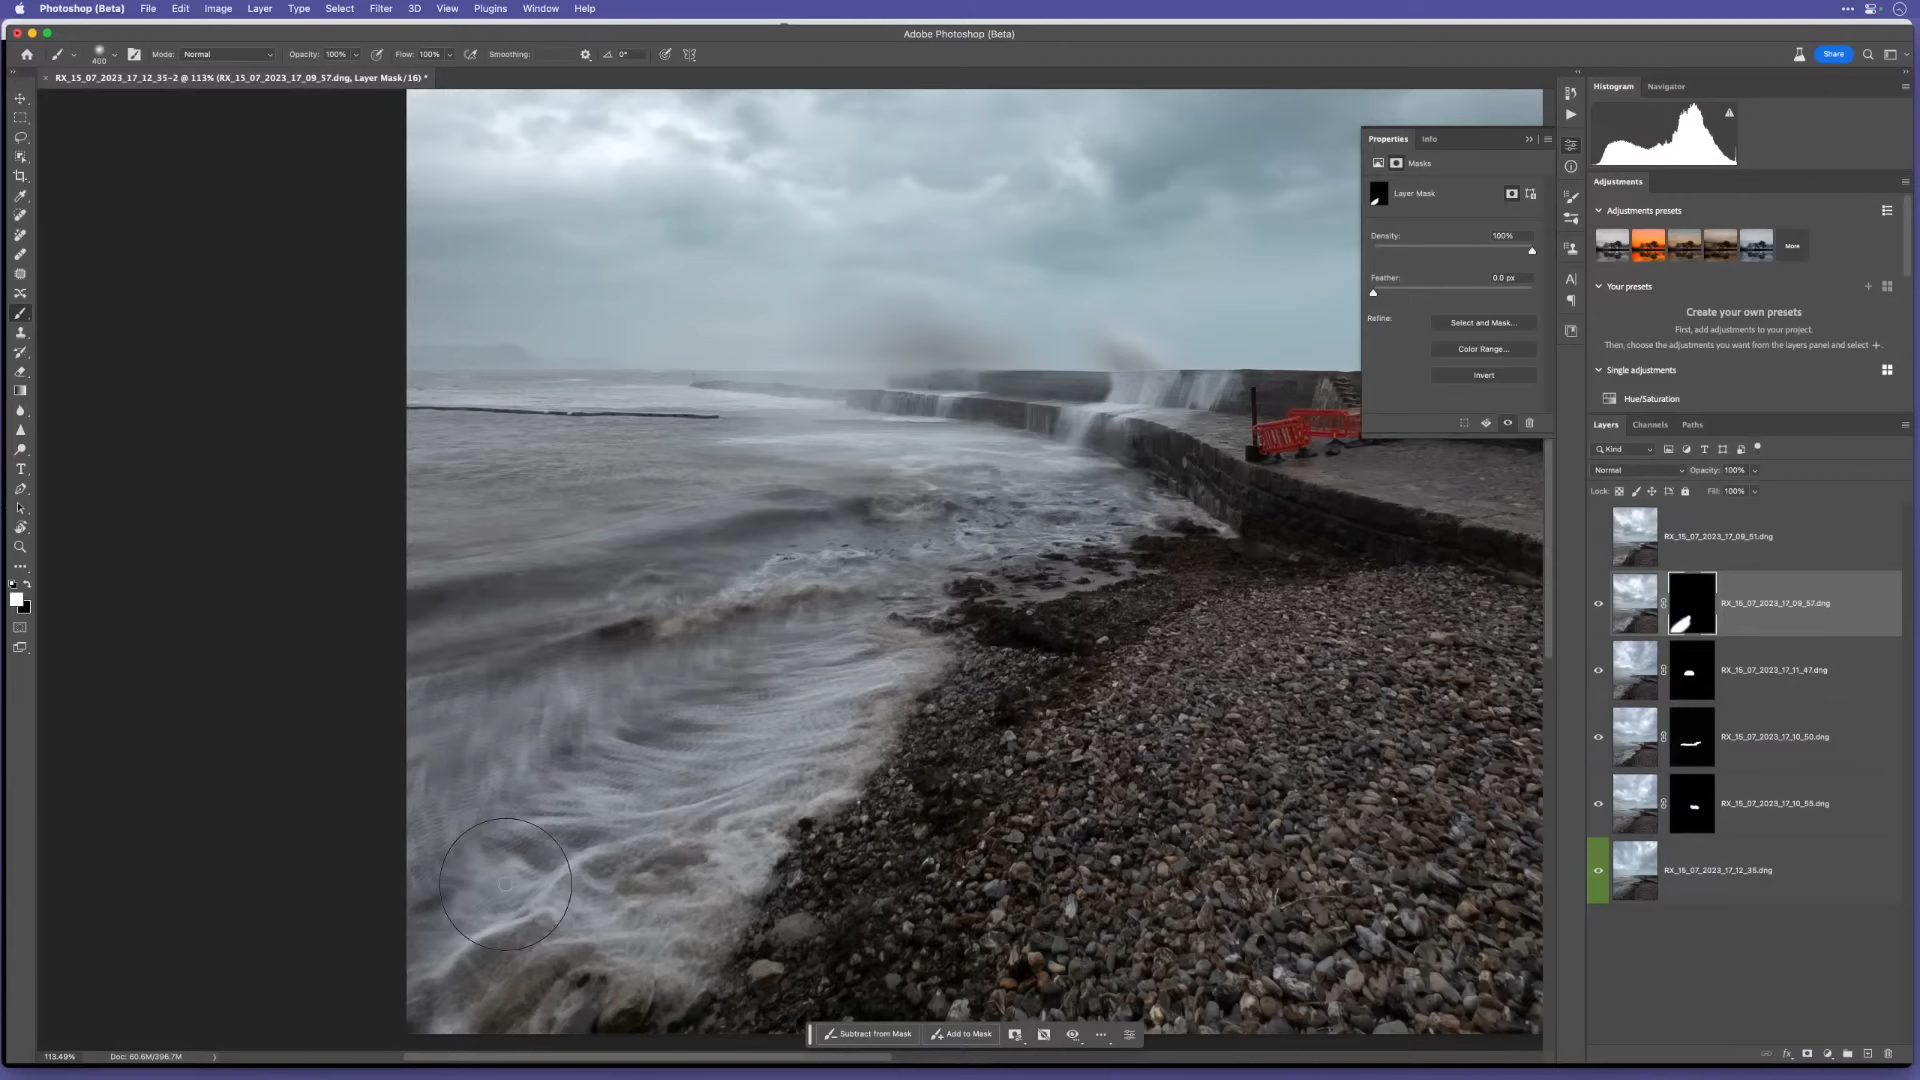 Photoshop (Beta) File Edit Image Layer Type Select Filter 3D View Plugins Window Help
Adobe Photoshop (Beta)
400 Mode: Normal Opacity: 100% Flow: 100% Smoothing: 0° Share
RX_15_07_2023_17_12_35-2 @ 113% (RX_15_07_2023_17_09_57.dng, Layer Mask/16) *
Histogram Navigator
Properties Info
Masks
Layer Mask
Density: 100%
Feather: 0.0 px
Refine: Select and Mask...
Color Range...
Invert
Adjustments
Adjustments presets
More
Your presets
Create your own presets
First, add adjustments to your project.
Then, choose the adjustments you want from the layers panel and select +.
Single adjustments
Hue/Saturation
Layers Channels Paths
Kind
Normal Opacity: 100%
Lock: Fill: 100%
RX_15_07_2023_17_09_51.dng
RX_15_07_2023_17_09_57.dng
RX_15_07_2023_17_11_47.dng
RX_15_07_2023_17_10_50.dng
RX_15_07_2023_17_10_55.dng
RX_15_07_2023_17_12_35.dng
Subtract from Mask Add to Mask
113.49% Doc: 60.6M/396.7M
fx